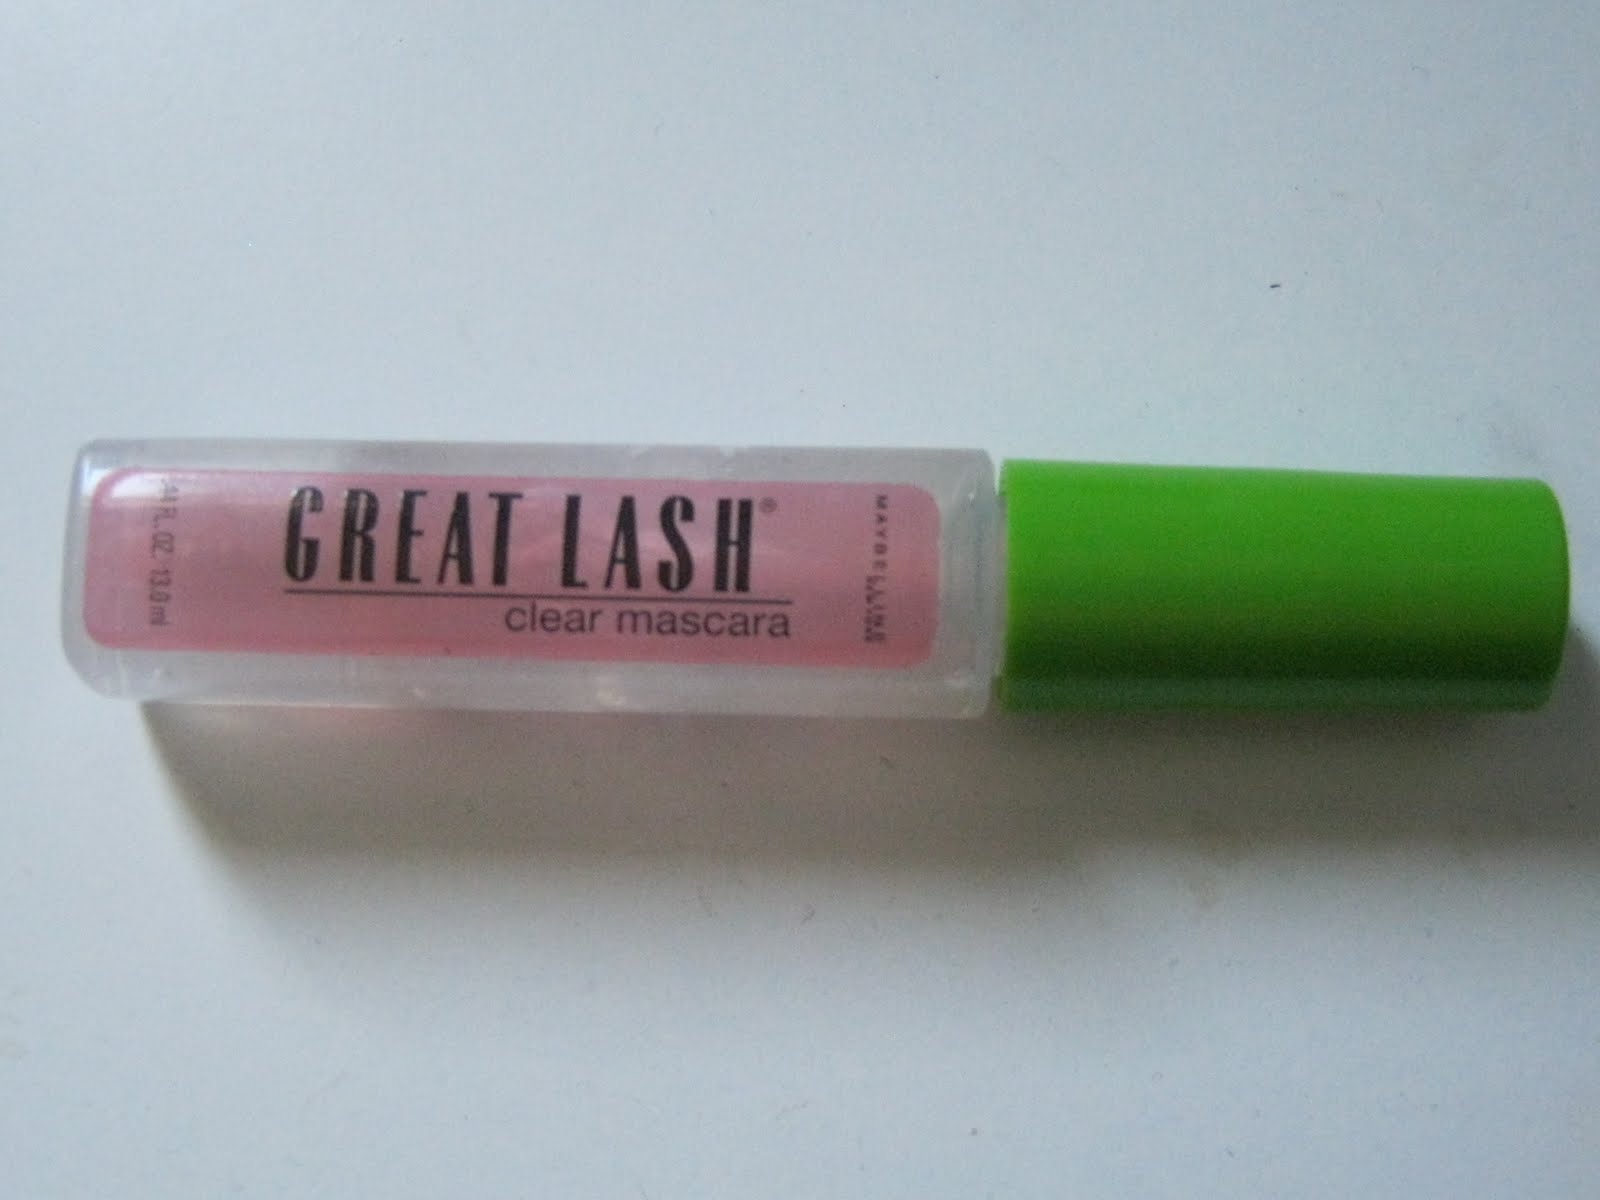 GREAT LASH®
clear mascara
MAYBELLINE
.44 FL. OZ. 13.0 ml